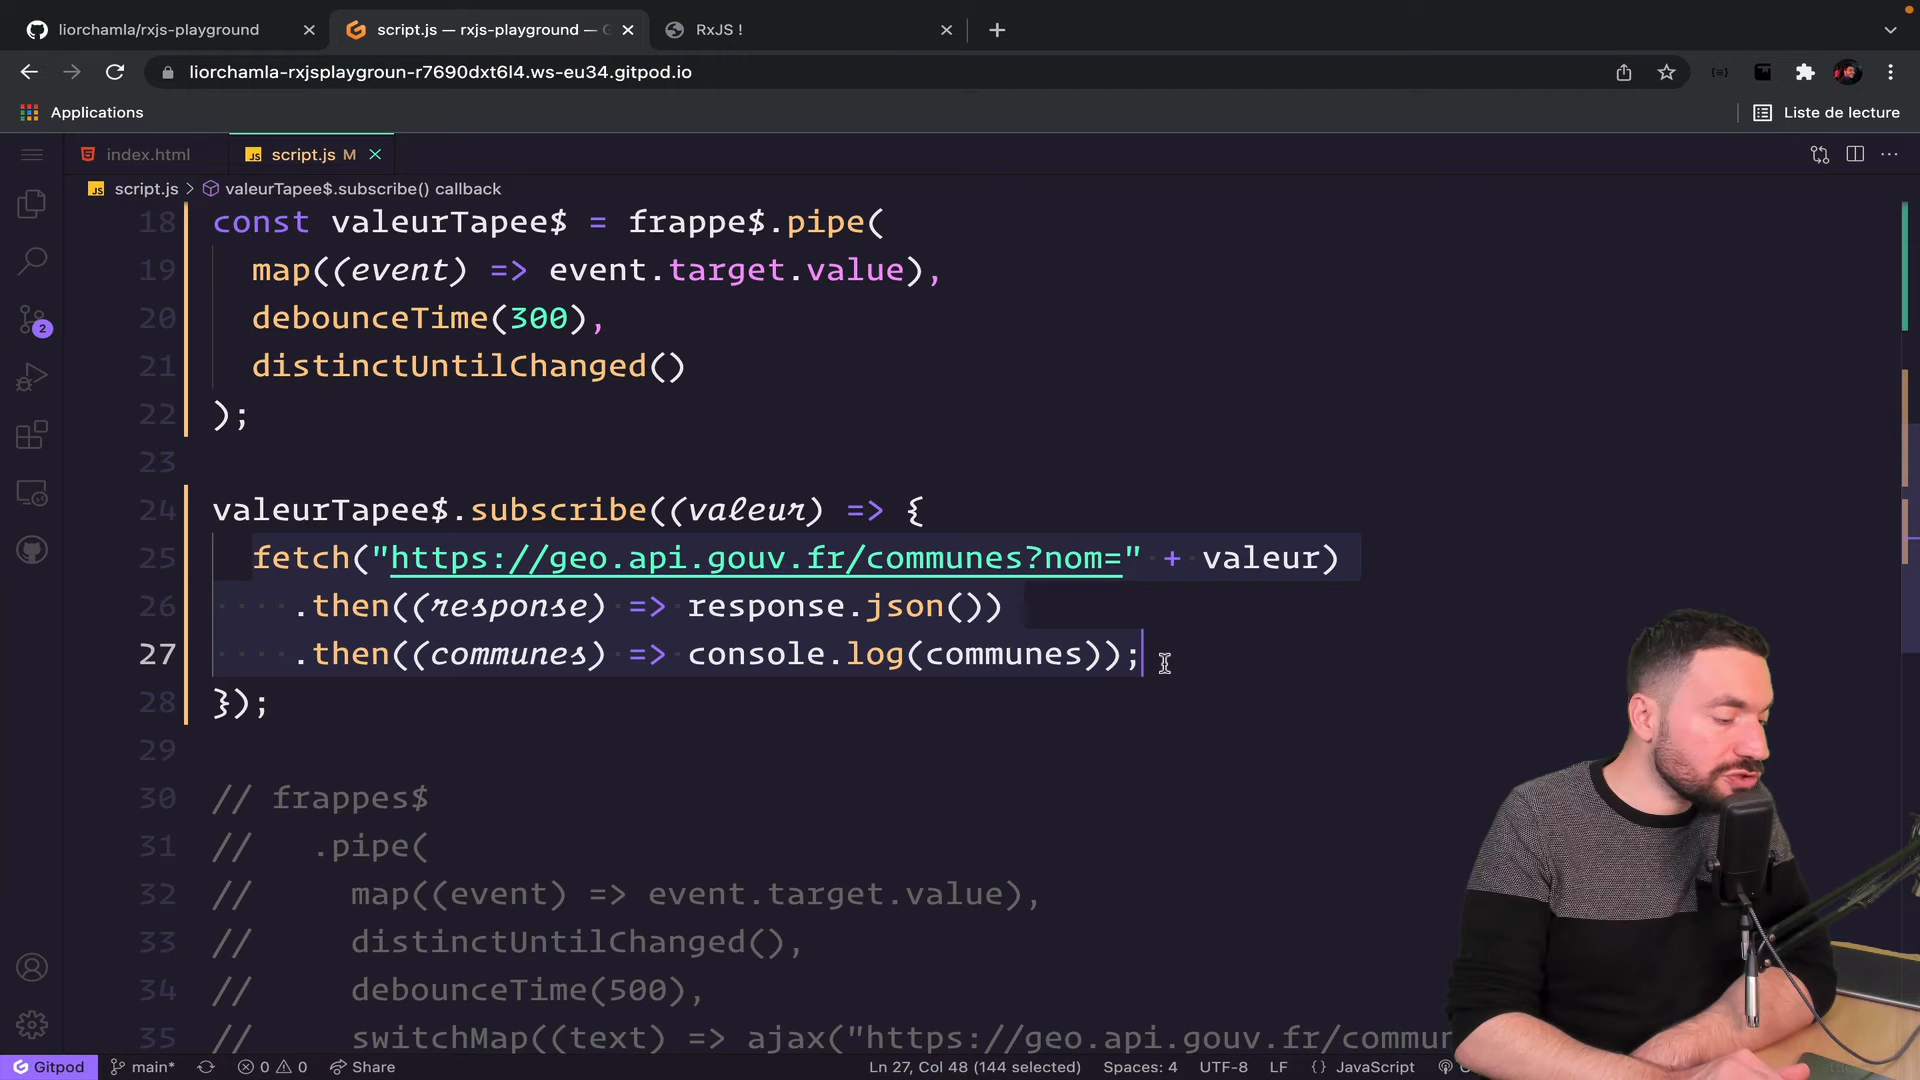 liorchamla/rxjs-playground
script.js — rxjs-playground —
RxJS !
liorchamla-rxjsplaygroun-r7690dxt6l4.ws-eu34.gitpod.io
Applications
Liste de lecture
index.html
JS script.js M
JS script.js > valeurTapee$.subscribe() callback
18 const valeurTapee$ = frappe$.pipe(
19 map((event) => event.target.value),
20 debounceTime(300),
21 distinctUntilChanged()
22 );
23
24 valeurTapee$.subscribe((valeur) => {
25 fetch("https://geo.api.gouv.fr/communes?nom=" + valeur)
26 .then((response) => response.json())
27 .then((communes) => console.log(communes));
28 });
29
30 // frappes$
31 // .pipe(
32 // map((event) => event.target.value),
33 // distinctUntilChanged(),
34 // debounceTime(500),
35 // switchMap((text) => ajax("https://geo.api.gouv.fr/commun
2
Gitpod main* 0 0 Share Ln 27, Col 48 (144 selected) Spaces: 4 UTF-8 LF {} JavaScript